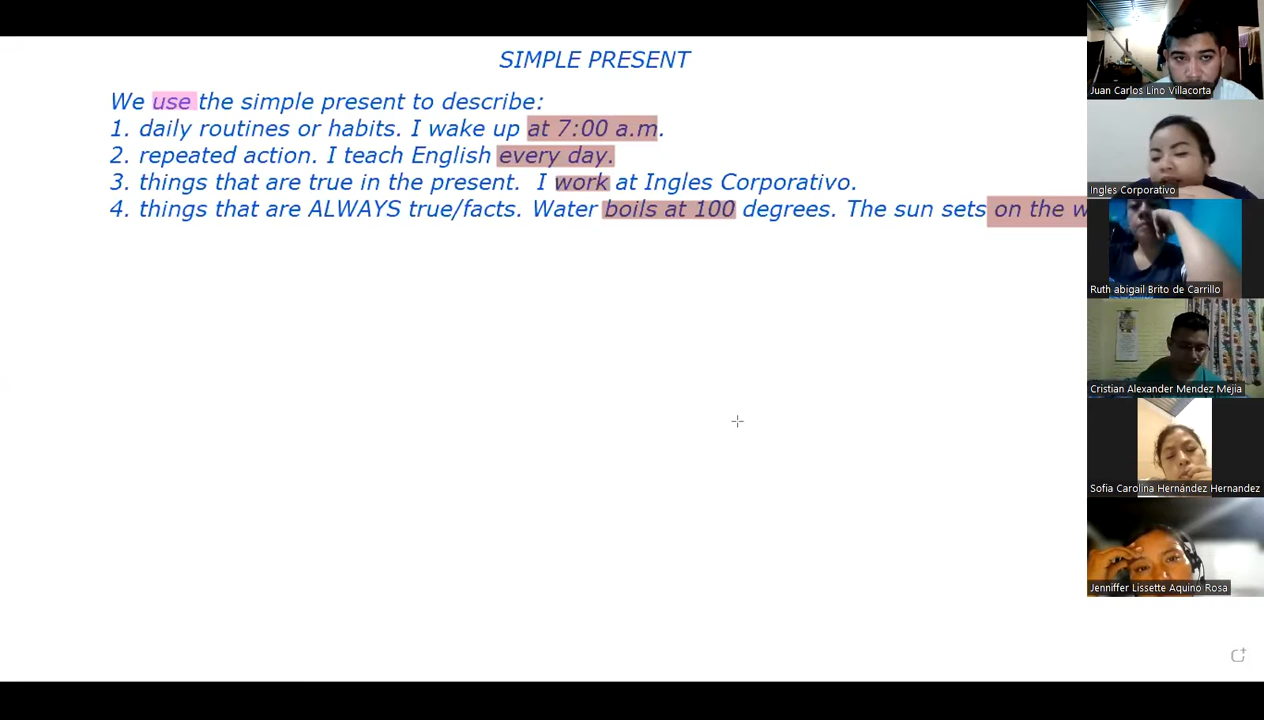 SIMPLE PRESENT
We use the simple present to describe:
1. daily routines or habits. I wake up at 7:00 a.m.
2. repeated action. I teach English every day.
3. things that are true in the present.  I work at Ingles Corporativo.
4. things that are ALWAYS true/facts. Water boils at 100 degrees. The sun sets on the
Juan Carlos Lino Villacorta
Ingles Corporativo
Ruth abigail Brito de Carrillo
Cristian Alexander Mendez Mejia
Sofia Carolina Hernández Hernandez
Jenniffer Lissette Aquino Rosa